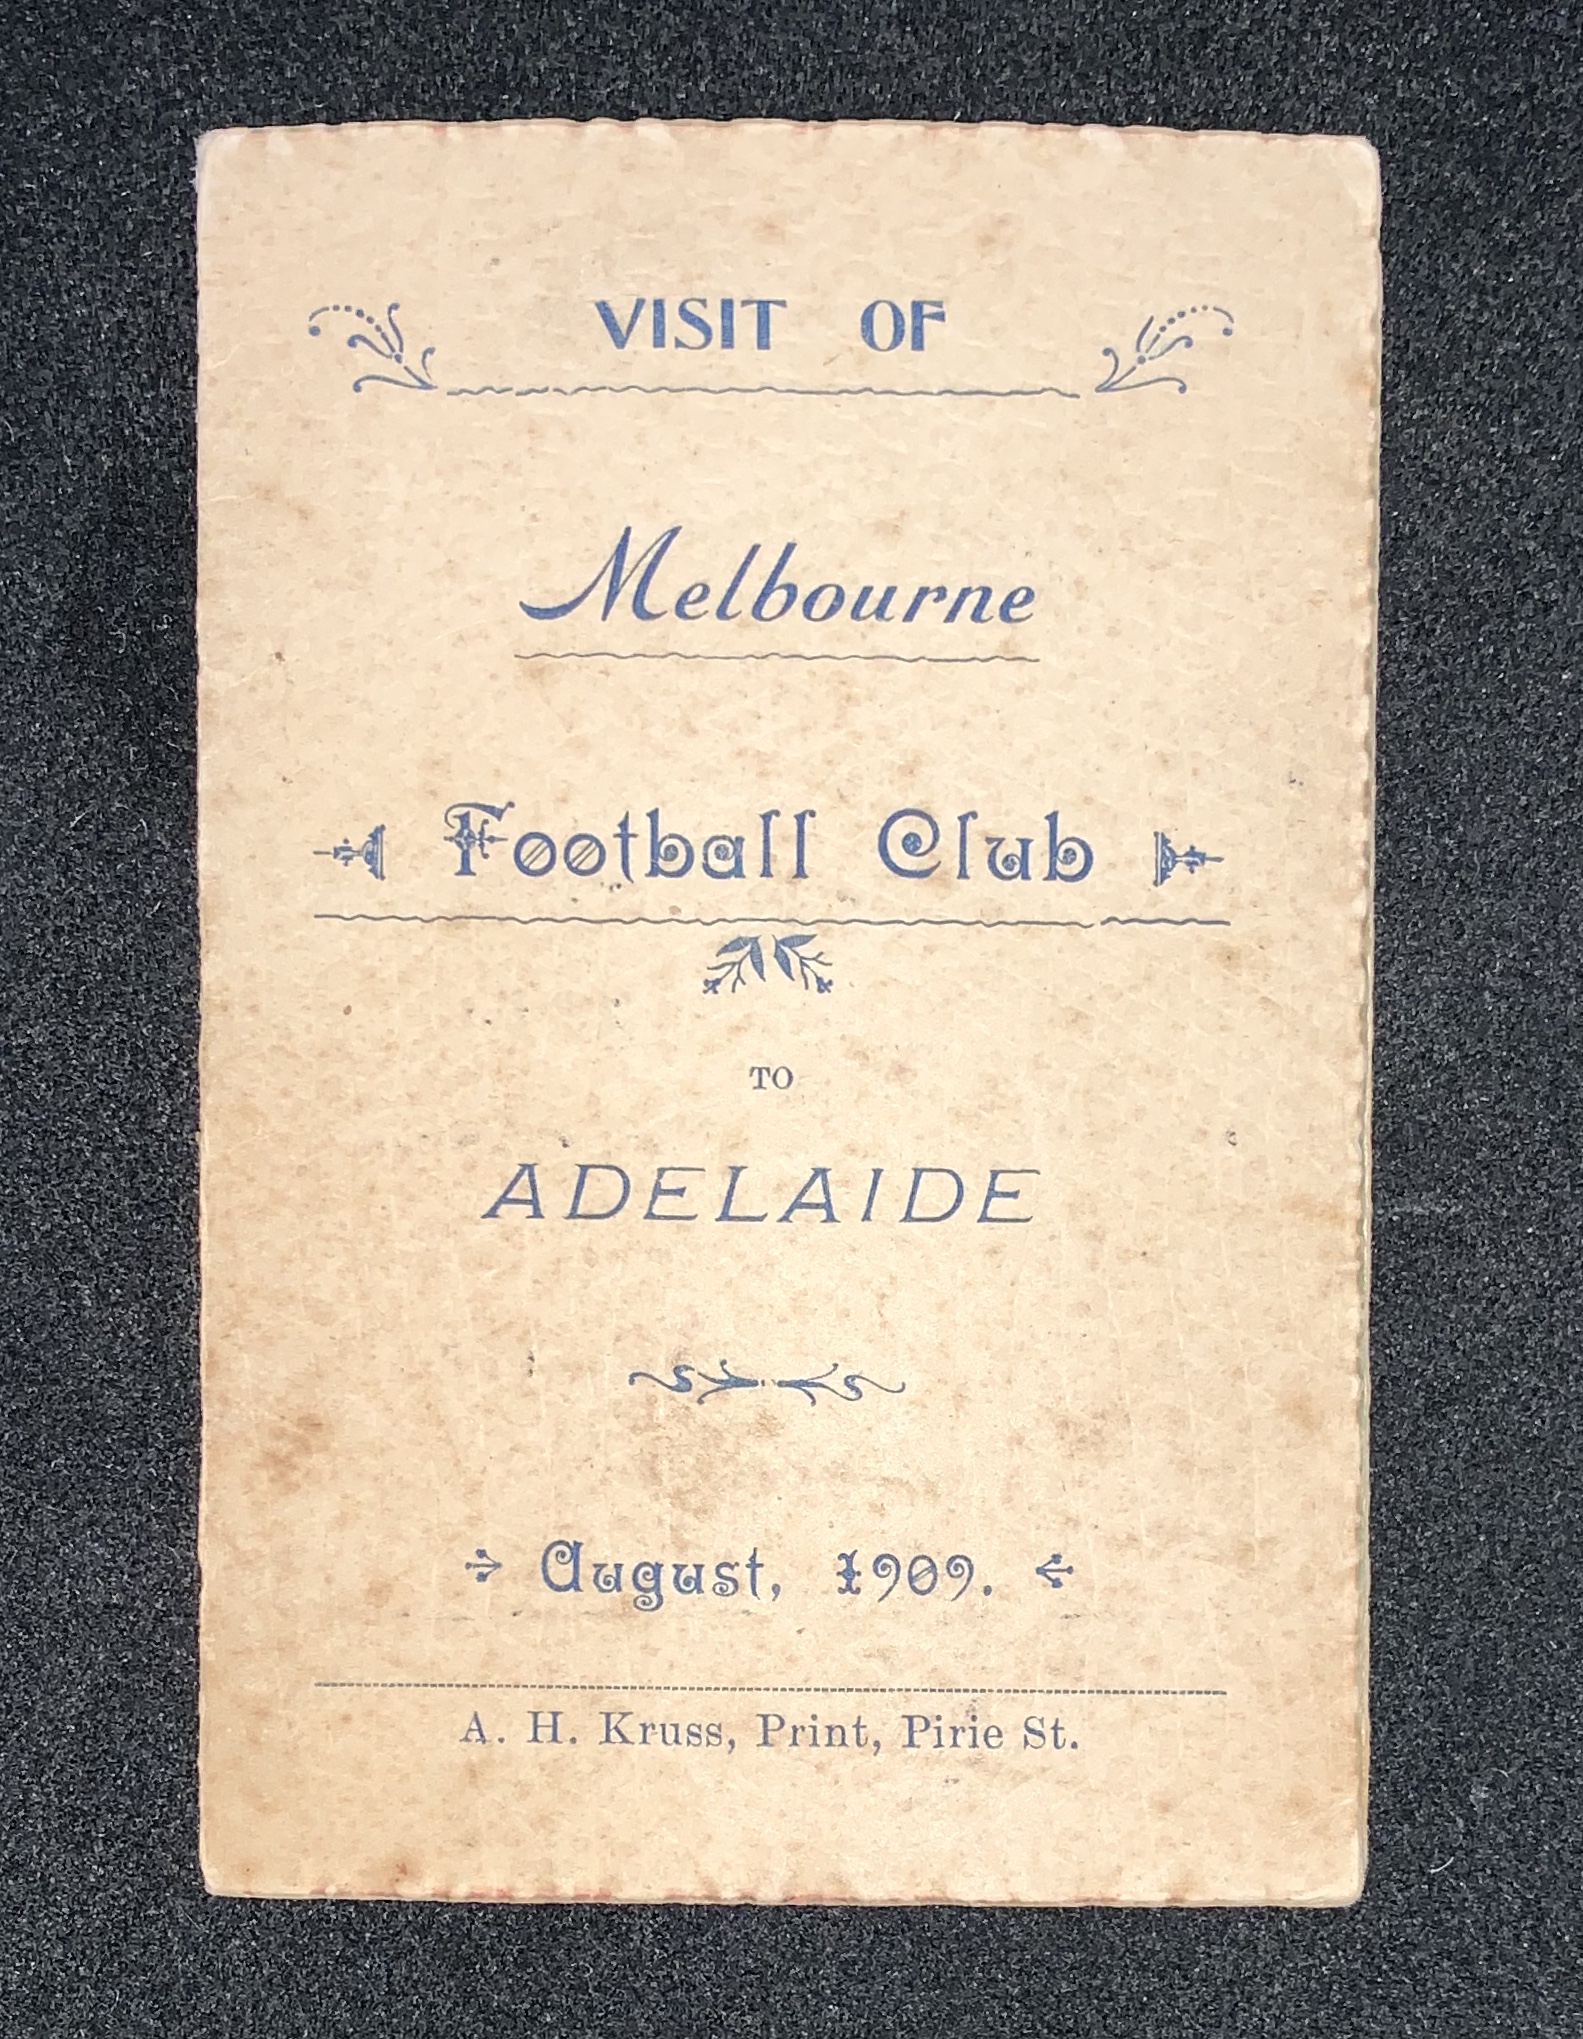 VISIT OF
Melbourne
Football Club
TO
ADELAIDE
August, 1909.
A. H. Kruss, Print, Pirie St.